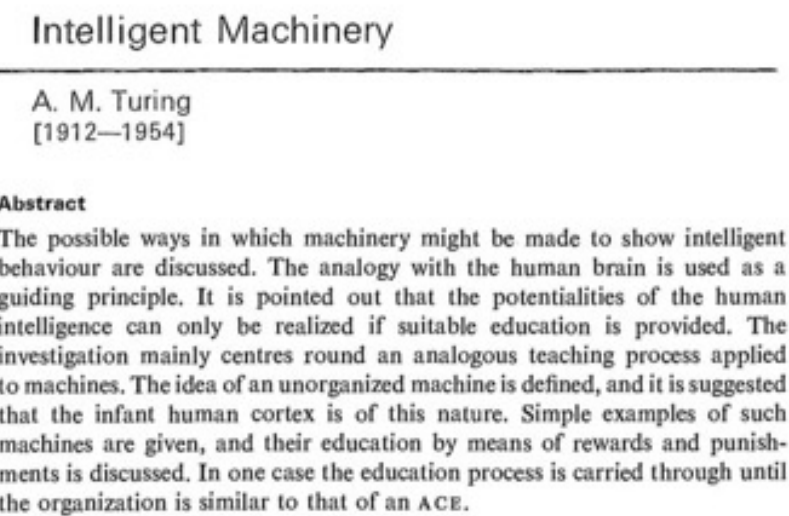 Intelligent Machinery
A. M. Turing
[1912—1954]
Abstract
The possible ways in which machinery might be made to show intelligent
behaviour are discussed. The analogy with the human brain is used as a
guiding principle. It is pointed out that the potentialities of the human
intelligence can only be realized if suitable education is provided. The
investigation mainly centres round an analogous teaching process applied
to machines. The idea of an unorganized machine is defined, and it is suggested
that the infant human cortex is of this nature. Simple examples of such
machines are given, and their education by means of rewards and punish-
ments is discussed. In one case the education process is carried through until
the organization is similar to that of an ACE.